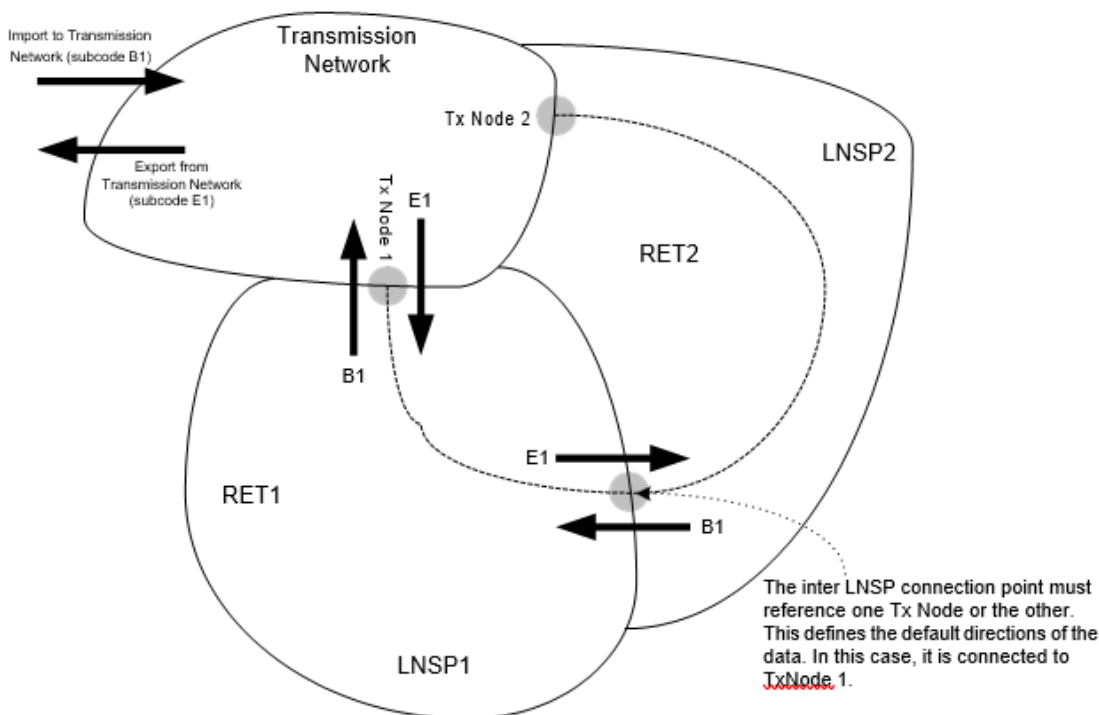 Import to Transmission
Network (subcode B1)
Transmission
Network
Export from
Transmission Network
(subcode E1)
Tx Node 2
LNSP2
Tx Node 1
E1
RET2
B1
E1
RET1
B1
LNSP1
The inter LNSP connection point must
reference one Tx Node or the other.
This defines the default directions of the
data. In this case, it is connected to
TxNode 1.